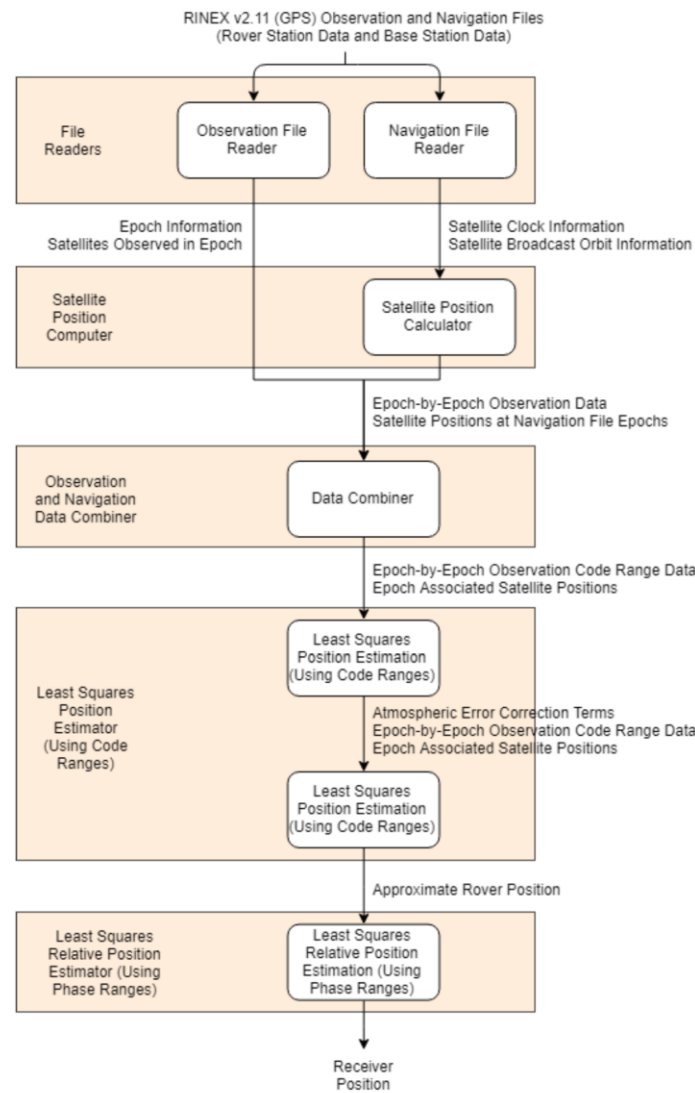 RINEX v2.11 (GPS) Observation and Navigation Files
(Rover Station Data and Base Station Data)
File
Readers
Observation File
Reader
Navigation File
Reader
Epoch Information
Satellites Observed in Epoch
Satellite Clock Information
Satellite Broadcast Orbit Information
Satellite
Position
Computer
Satellite Position
Calculator
Epoch-by-Epoch Observation Data
Satellite Positions at Navigation File Epochs
Observation
and Navigation
Data Combiner
Data Combiner
Epoch-by-Epoch Observation Code Range Data
Epoch Associated Satellite Positions
Least Squares
Position
Estimator
(Using Code
Ranges)
Least Squares
Position Estimation
(Using Code Ranges)
Atmospheric Error Correction Terms
Epoch-by-Epoch Observation Code Range Data
Epoch Associated Satellite Positions
Least Squares
Position Estimation
(Using Code Ranges)
Approximate Rover Position
Least Squares
Relative Position
Estimator (Using
Phase Ranges)
Least Squares
Relative Position
Estimation (Using
Phase Ranges)
Receiver
Position